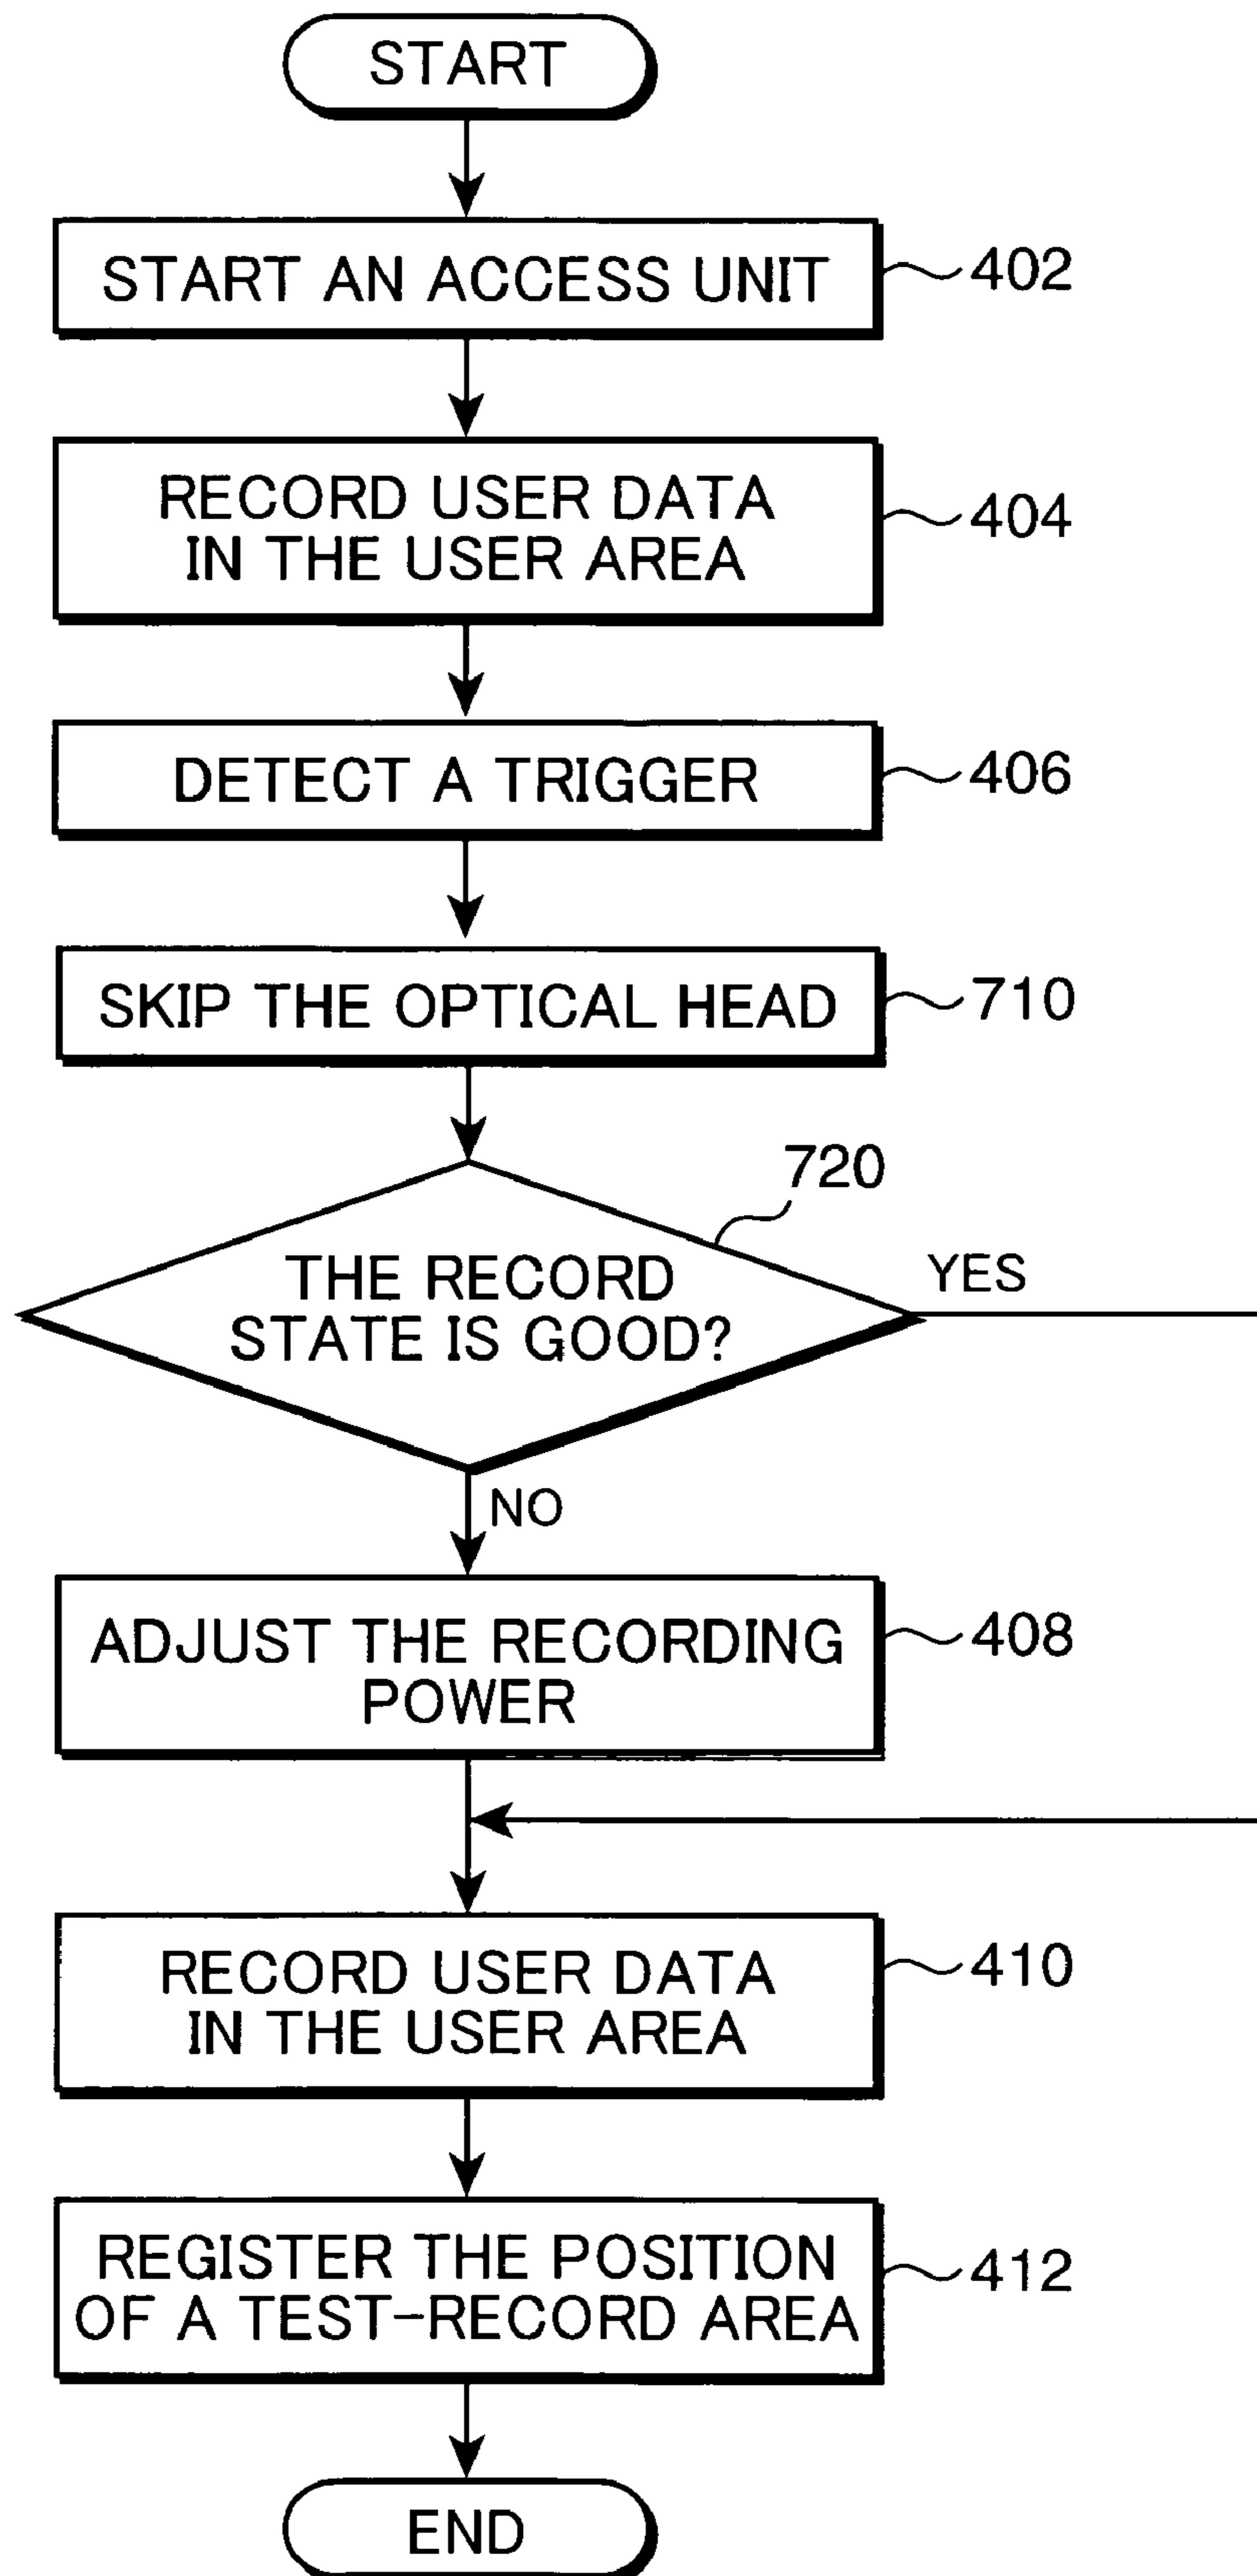 START
START AN ACCESS UNIT
402
RECORD USER DATA
IN THE USER AREA
404
DETECT A TRIGGER
406
SKIP THE OPTICAL HEAD
710
720
THE RECORD
STATE IS GOOD?
YES
NO
ADJUST THE RECORDING
POWER
408
RECORD USER DATA
IN THE USER AREA
410
REGISTER THE POSITION
OF A TEST-RECORD AREA
412
END